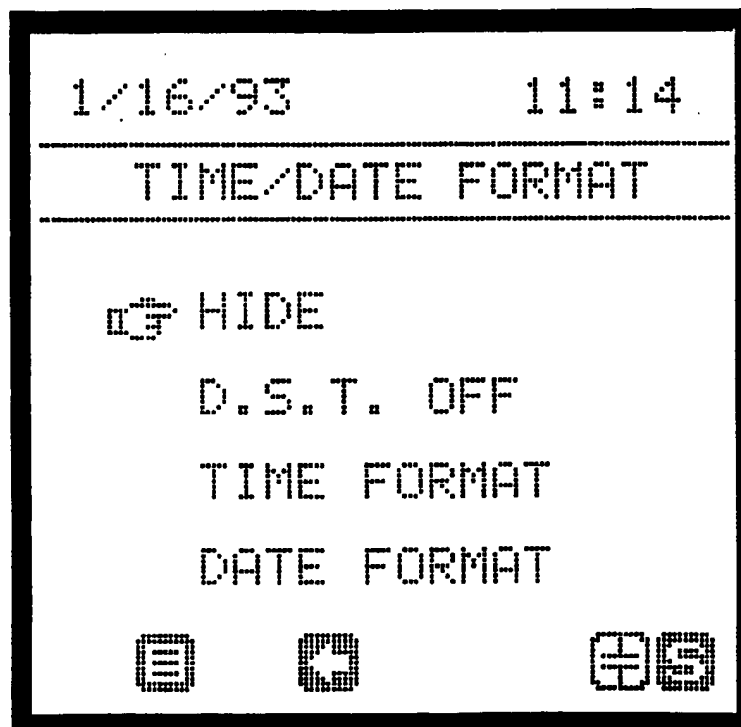 1/16/93 11:14
TIME/DATE FORMAT
HIDE
D.S.T. OFF
TIME FORMAT
DATE FORMAT
S